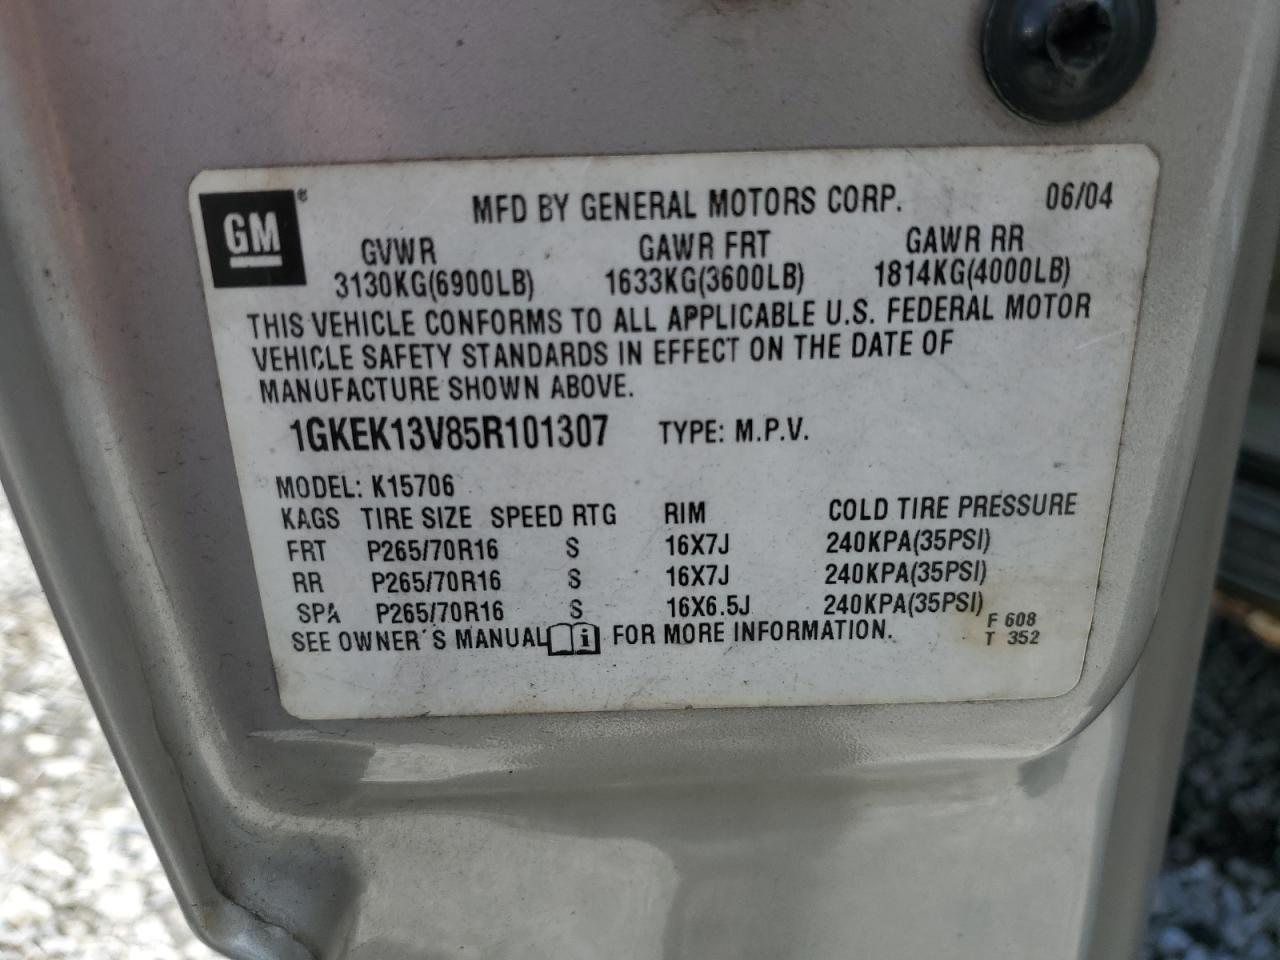 GM ® MFD BY GENERAL MOTORS CORP. 06/04
GVWR GAWR FRT GAWR RR
3130KG(6900LB) 1633KG(3600LB) 1814KG(4000LB)
THIS VEHICLE CONFORMS TO ALL APPLICABLE U.S. FEDERAL MOTOR
VEHICLE SAFETY STANDARDS IN EFFECT ON THE DATE OF
MANUFACTURE SHOWN ABOVE.
1GKEK13V85R101307 TYPE: M.P.V.
MODEL: K15706
KAGS TIRE SIZE SPEED RTG RIM COLD TIRE PRESSURE
FRT P265/70R16 S 16X7J 240KPA(35PSI)
RR P265/70R16 S 16X7J 240KPA(35PSI)
SPA P265/70R16 S 16X6.5J 240KPA(35PSI)
SEE OWNER´S MANUAL i FOR MORE INFORMATION.
F 608
T 352